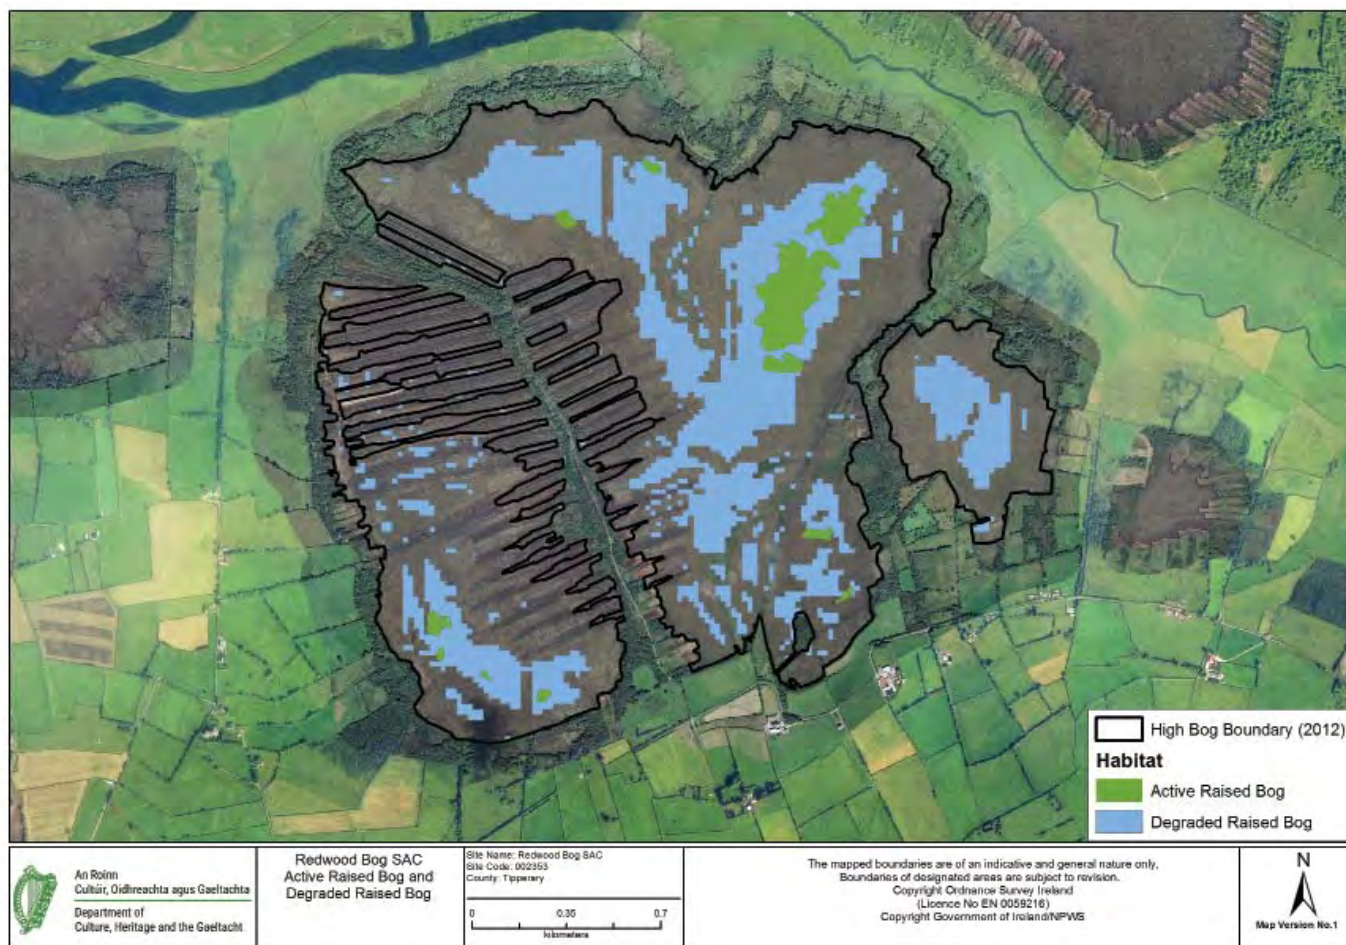 High Bog Boundary (2012)
Habitat
Active Raised Bog
Degraded Raised Bog
An Roinn
Cultúir, Oidhreachta agus Gaeltachta
Department of
Culture, Heritage and the Gaeltacht
Redwood Bog SAC
Active Raised Bog and
Degraded Raised Bog
Site Name: Redwood Bog SAC
Site Code: 002353
County: Tipperary
0 0.35 0.7
kilometers
The mapped boundaries are of an indicative and general nature only,
Boundaries of designated areas are subject to revision.
Copyright Ordnance Survey Ireland
(Licence No EN 0059216)
Copyright Government of Ireland/NPWS
N
Map Version No.1